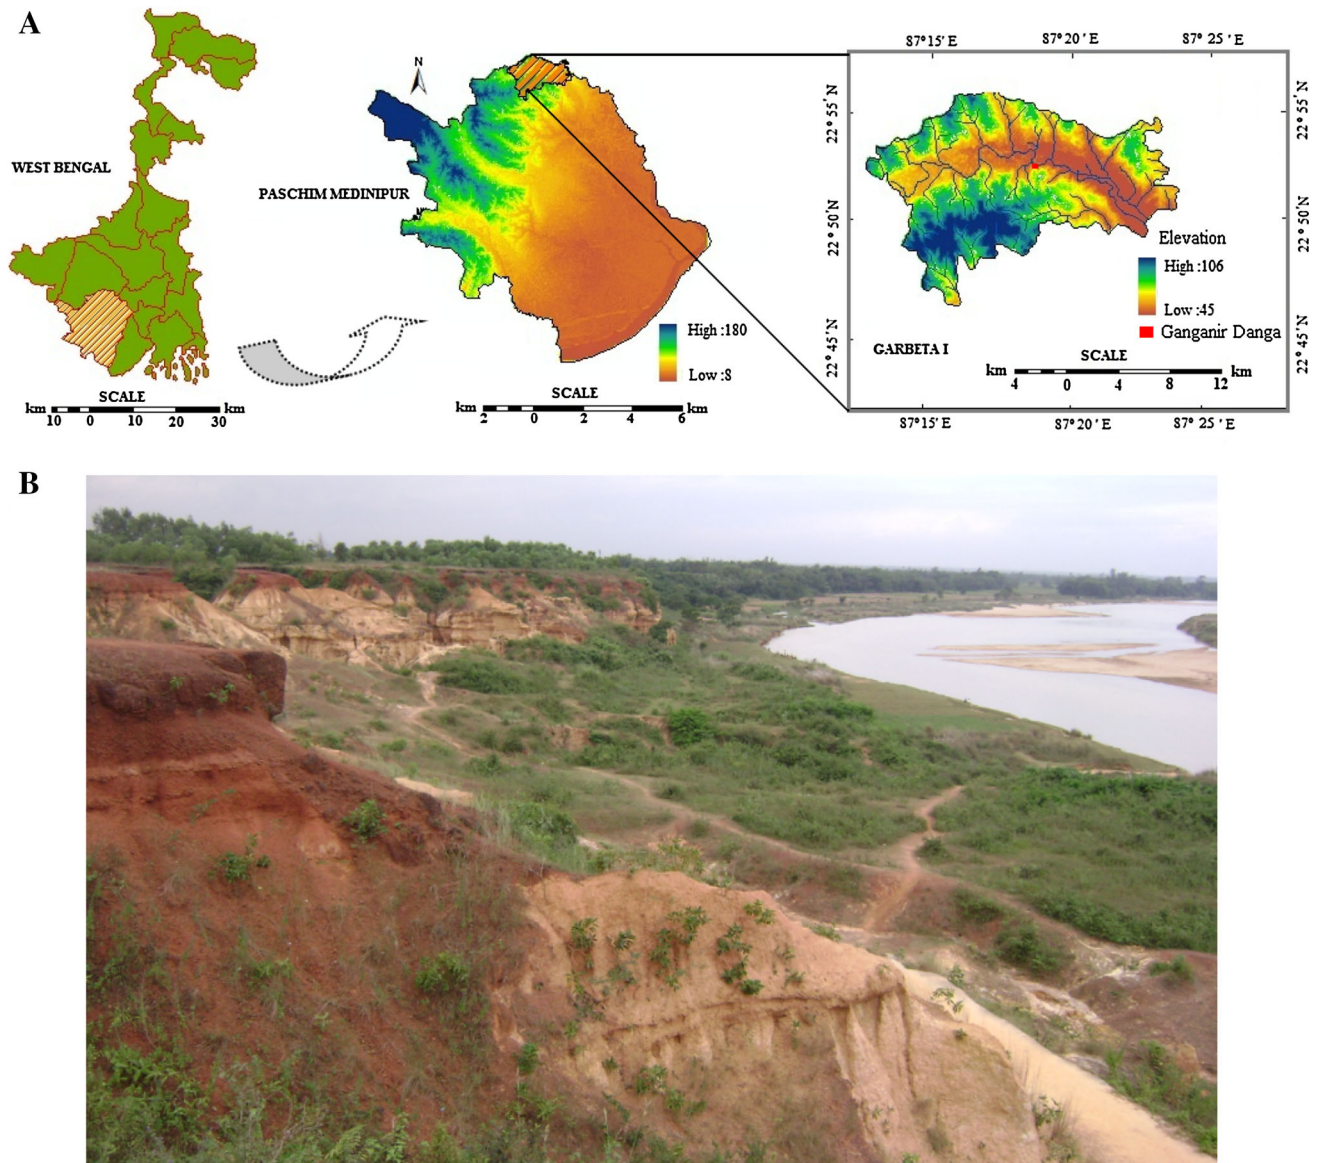 A
WEST BENGAL
SCALE
km
km
10 0 10 20 30
N
PASCHIM MEDINIPUR
High :180
Low :8
SCALE
km
km
2 0 2 4 6
87° 15' E
87° 20' E
87° 25' E
22° 55' N
22° 50' N
22° 45' N
22° 55' N
22° 50' N
22° 45' N
Elevation
High :106
Low :45
Ganganir Danga
GARBETA I
SCALE
km
km
4 0 4 8 12
87° 15' E
87° 20' E
87° 25' E
B